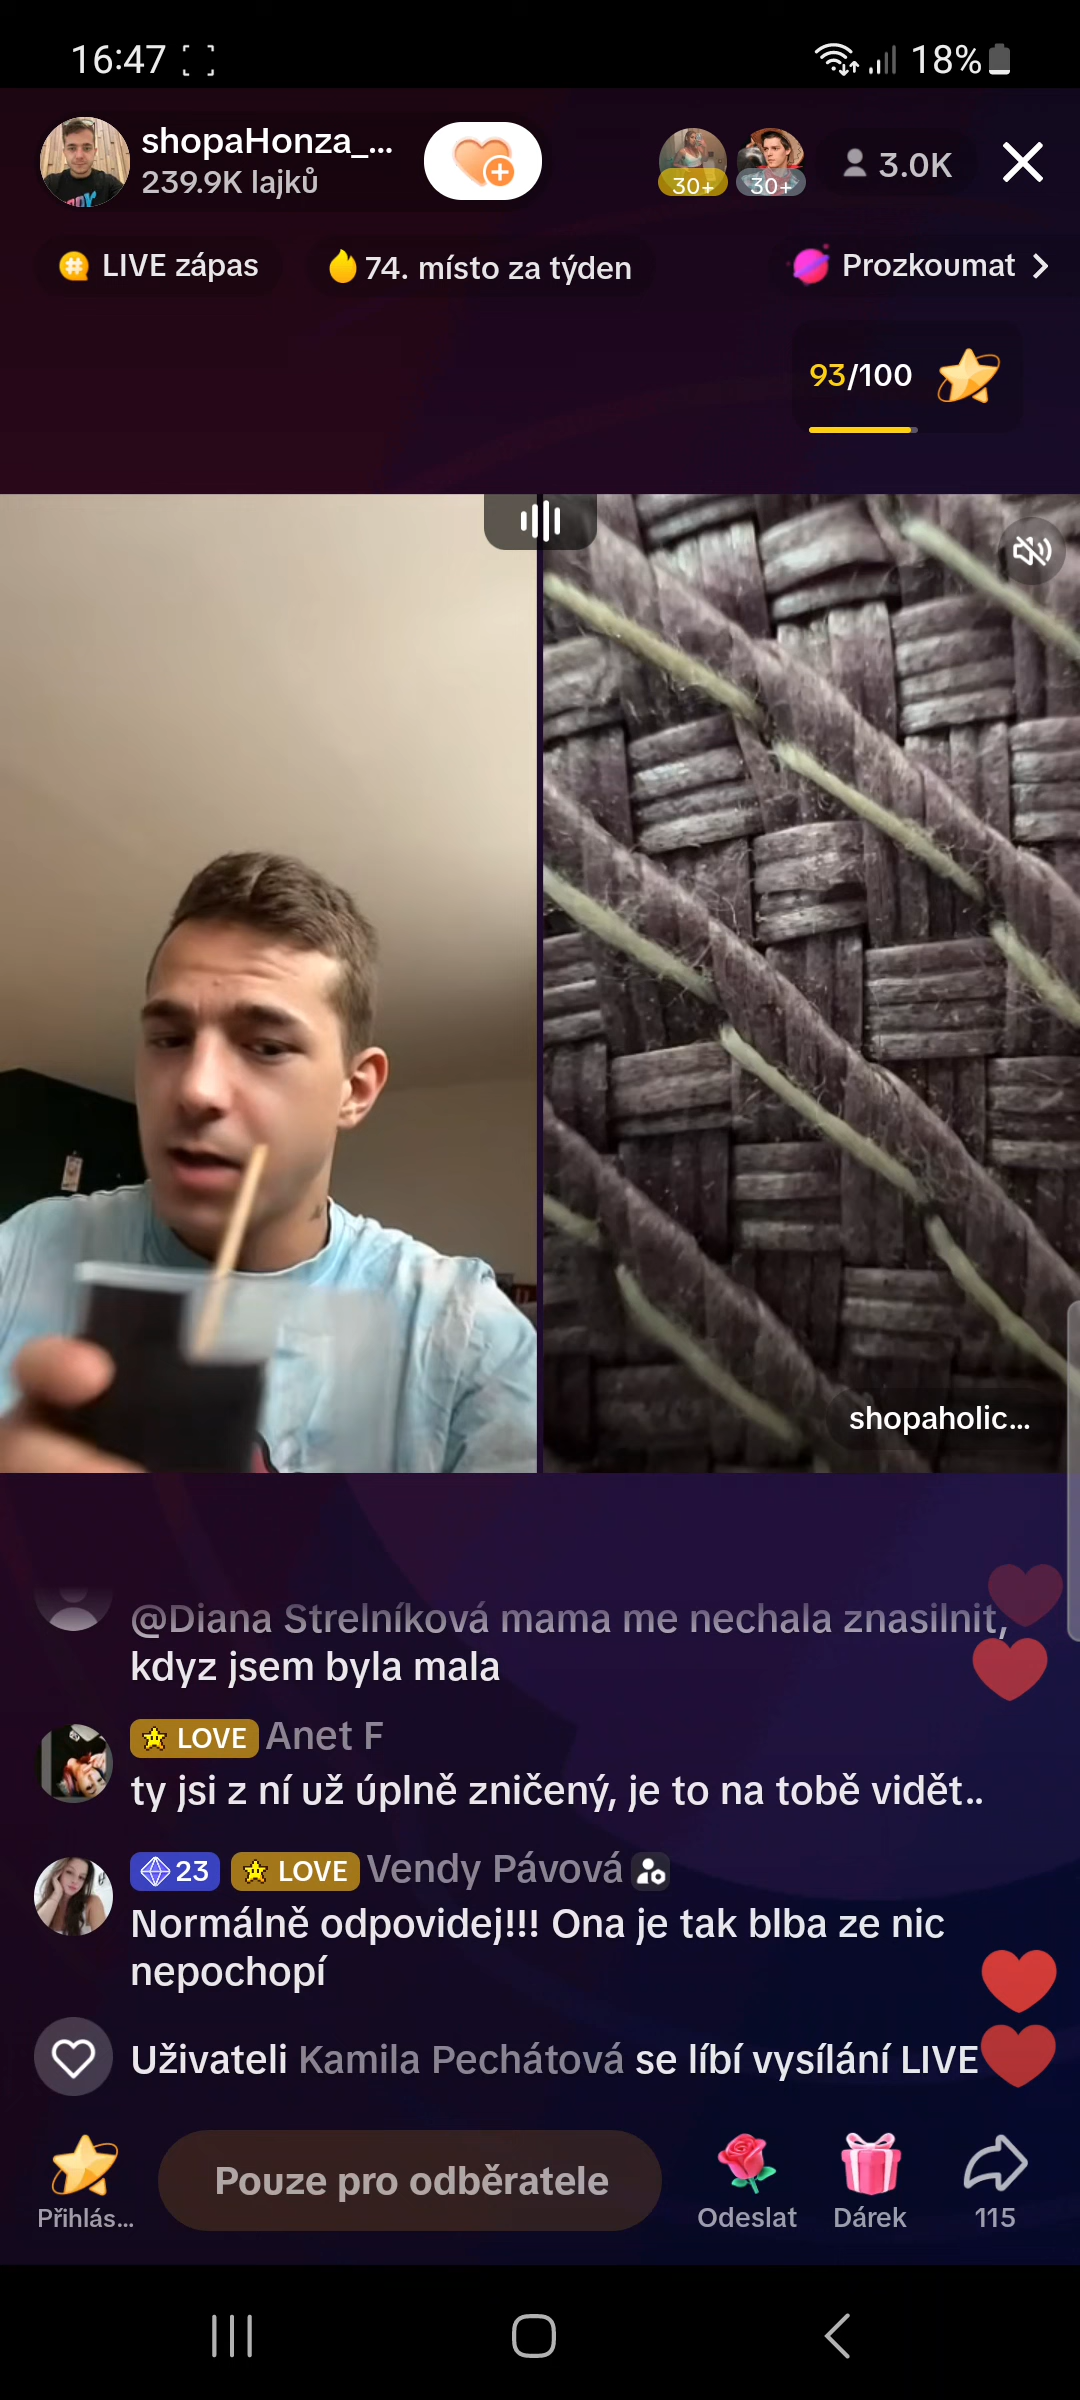 16:47
18%
shopaHonza_...
239.9K lajků
30+
30+
3.0K
LIVE zápas
74. místo za týden
Prozkoumat
93/100
shopaholic...
@Diana Strelníková mama me nechala znasilnit,
kdyz jsem byla mala
LOVE Anet F
ty jsi z ní už úplně zničený, je to na tobě vidět..
23 LOVE Vendy Pávová
Normálně odpovidej!!! Ona je tak blba ze nic
nepochopí
Uživateli Kamila Pechátová se líbí vysílání LIVE
Pouze pro odběratele
Přihlás...
Odeslat
Dárek
115